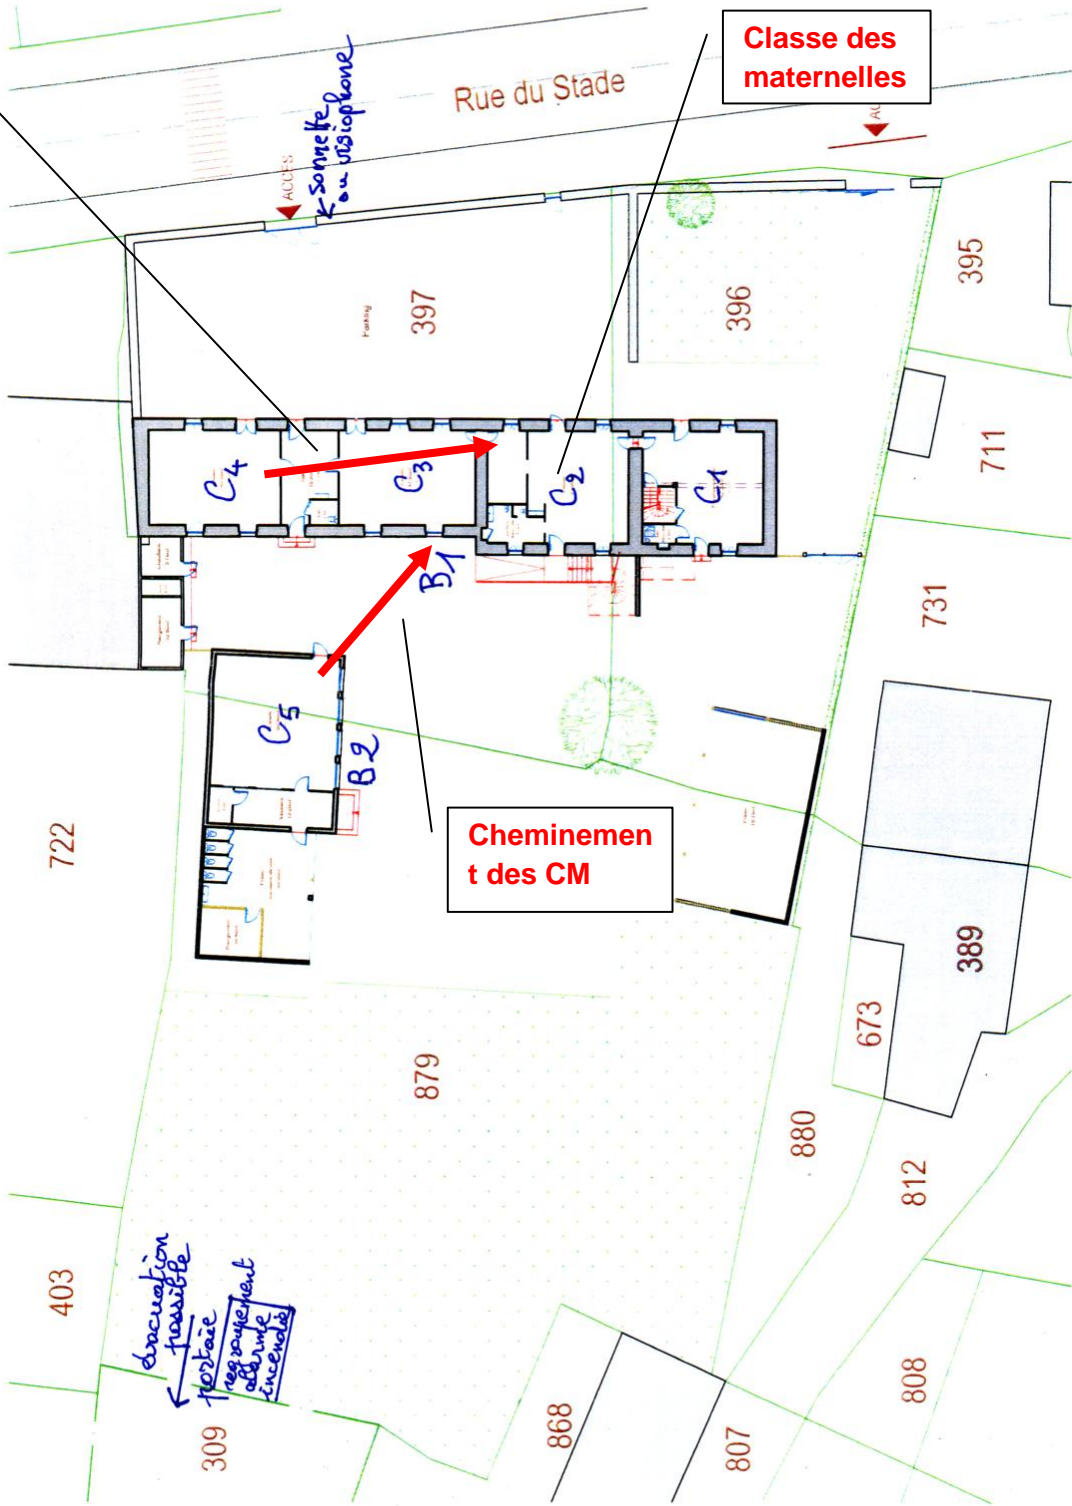 Classe des
maternelles
Rue du Stade
Sonnette
ou visiophone
ACCES
AC
395
397
396
Parking
711
C4
C3
C2
C1
B1
731
C5
B2
722
Cheminemen
t des CM
389
673
879
880
812
403
évacuation
possible
portail
regroupement
alarme
incendie
309
868
807
808